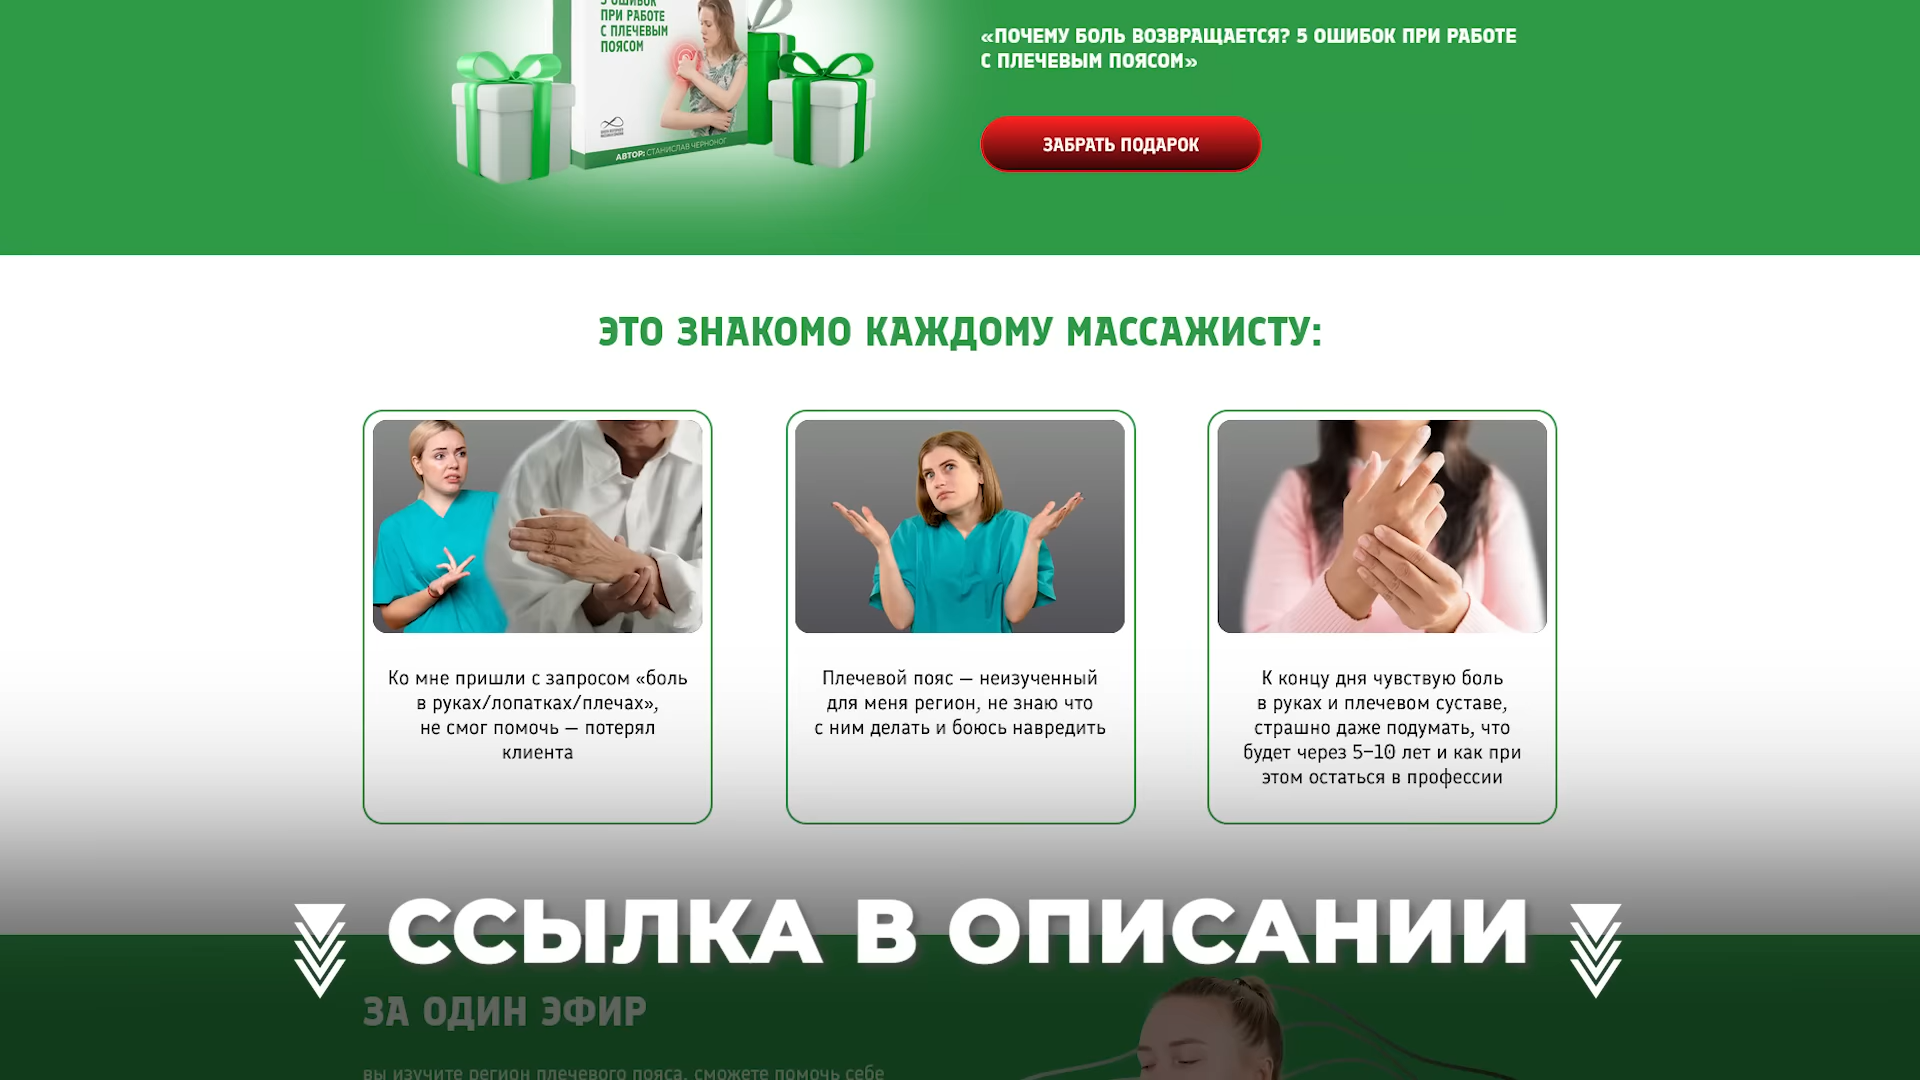 5 ОШИБОК
ПРИ РАБОТЕ
С ПЛЕЧЕВЫМ
ПОЯСОМ
АВТОР: СТАНИСЛАВ ЧЕРНОНОГ
«ПОЧЕМУ БОЛЬ ВОЗВРАЩАЕТСЯ? 5 ОШИБОК ПРИ РАБОТЕ
С ПЛЕЧЕВЫМ ПОЯСОМ»
ЗАБРАТЬ ПОДАРОК
ЭТО ЗНАКОМО КАЖДОМУ МАССАЖИСТУ:
Ко мне пришли с запросом «боль
в руках/лопатках/плечах»,
не смог помочь — потерял
клиента
Плечевой пояс — неизученный
для меня регион, не знаю что
с ним делать и боюсь навредить
К концу дня чувствую боль
в руках и плечевом суставе,
страшно даже подумать, что
будет через 5–10 лет и как при
этом остаться в профессии
ССЫЛКА В ОПИСАНИИ
ЗА ОДИН ЭФИР
вы изучите регион плечевого пояса, сможете помочь себе